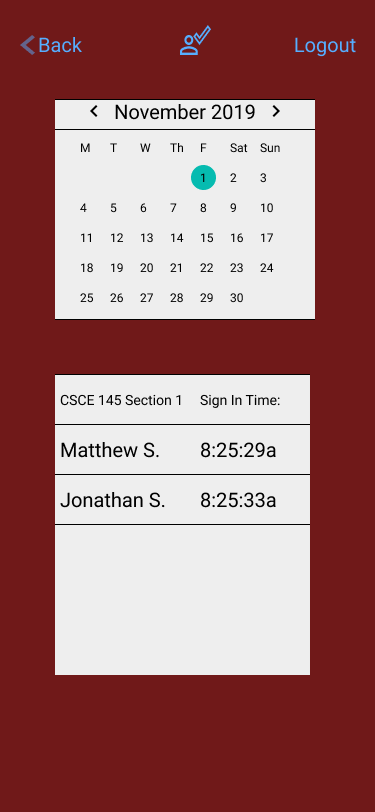 Back Logout
November 2019
M T W Th F Sat Sun
1 2 3
4 5 6 7 8 9 10
11 12 13 14 15 16 17
18 19 20 21 22 23 24
25 26 27 28 29 30
CSCE 145 Section 1 Sign In Time:
Matthew S. 8:25:29a
Jonathan S. 8:25:33a